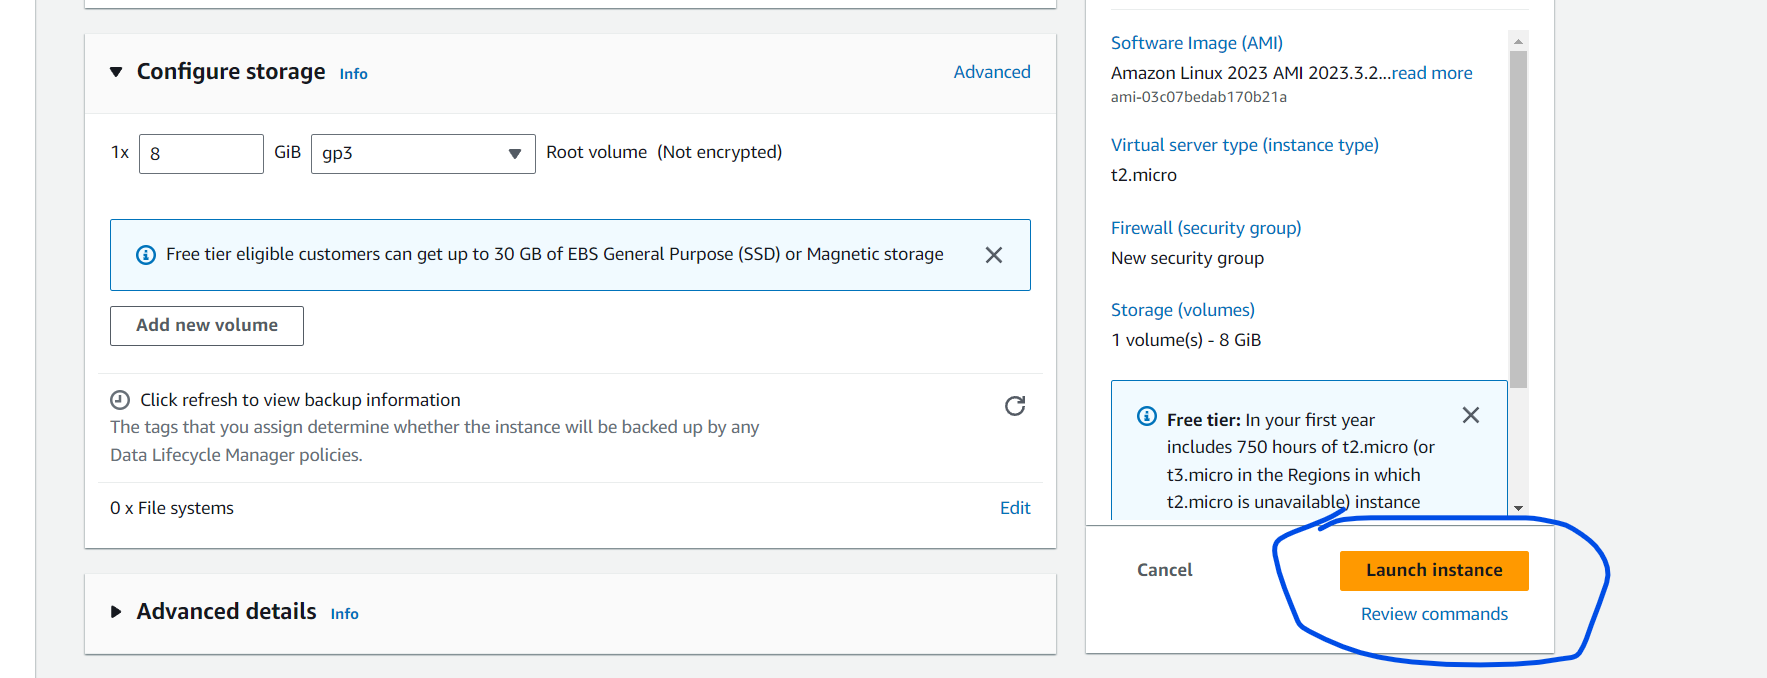 Configure storage Info
Advanced
1x 8 GiB gp3 Root volume (Not encrypted)
Free tier eligible customers can get up to 30 GB of EBS General Purpose (SSD) or Magnetic storage
Add new volume
Click refresh to view backup information
The tags that you assign determine whether the instance will be backed up by any
Data Lifecycle Manager policies.
0 x File systems
Edit
Advanced details Info
Software Image (AMI)
Amazon Linux 2023 AMI 2023.3.2...read more
ami-03c07bedab170b21a
Virtual server type (instance type)
t2.micro
Firewall (security group)
New security group
Storage (volumes)
1 volume(s) - 8 GiB
Free tier: In your first year
includes 750 hours of t2.micro (or
t3.micro in the Regions in which
t2.micro is unavailable) instance
Cancel
Launch instance
Review commands